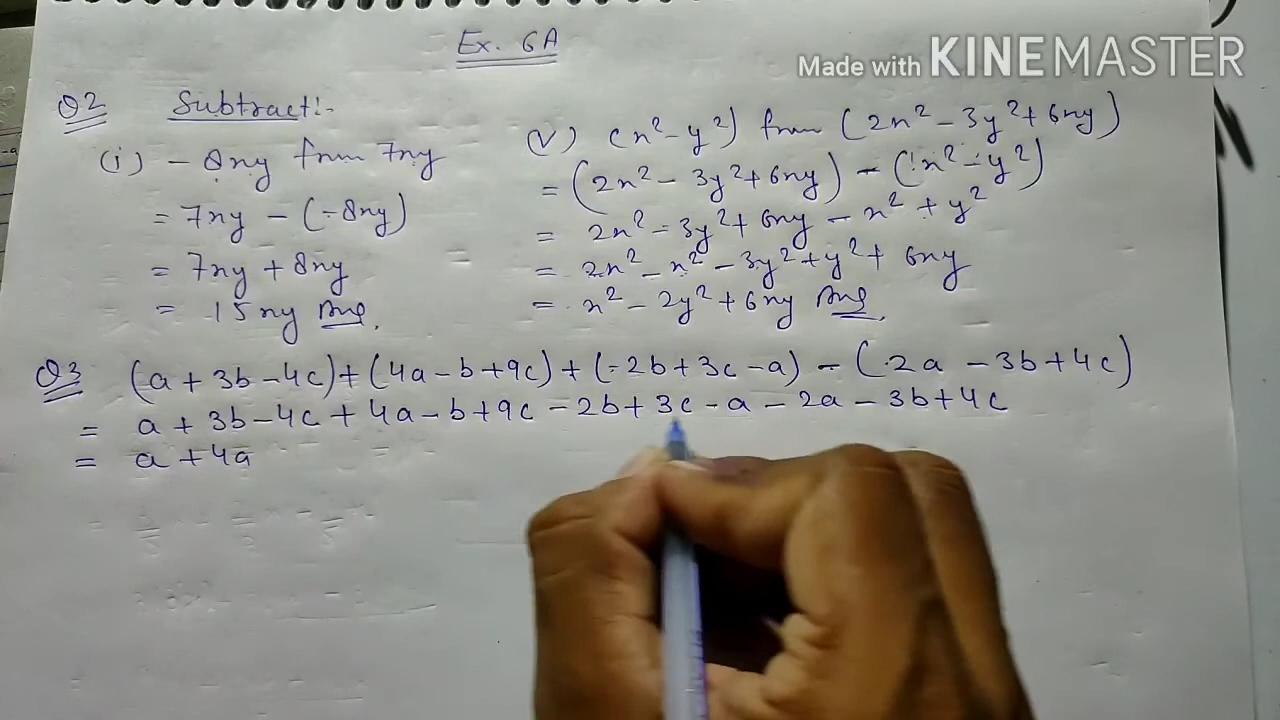 Ex. 6A
Made with KINEMASTER
Q2 Subtract:-
(i) - 8xy from 7xy
= 7xy - (-8xy)
= 7xy + 8xy
= 15xy Ans.
(V) (x² - y²) from (2x² - 3y² + 6xy)
= (2x² - 3y² + 6xy) - (x² - y²)
= 2x² - 3y² + 6xy - x² + y²
= 2x² - x² - 3y² + y² + 6xy
= x² - 2y² + 6xy Ans.
Q3 (a + 3b - 4c) + (4a - b + 9c) + (-2b + 3c - a) - (2a - 3b + 4c)
= a + 3b - 4c + 4a - b + 9c - 2b + 3c - a - 2a - 3b + 4c
= a + 4a